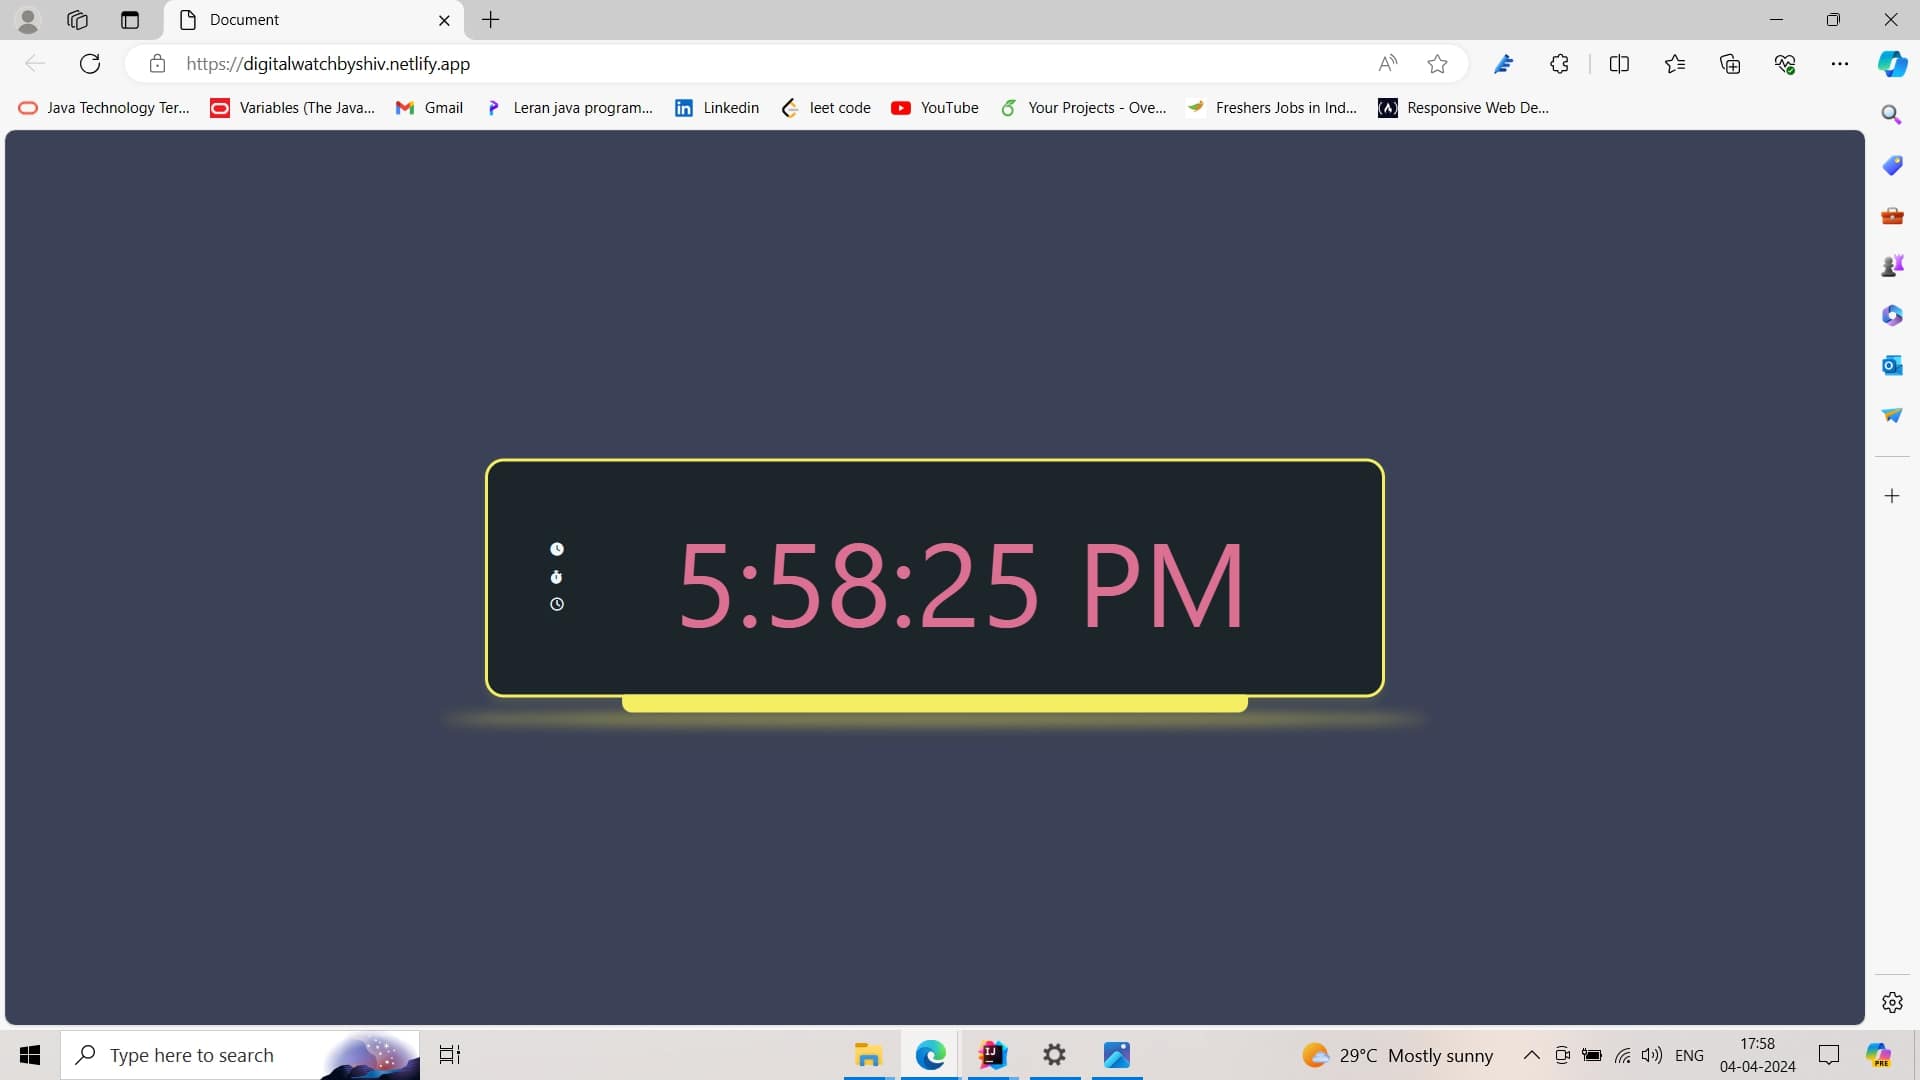 Document
https://digitalwatchbyshiv.netlify.app
Java Technology Ter... Variables (The Java... Gmail Leran java program... Linkedin leet code YouTube Your Projects - Ove... Freshers Jobs in Ind... Responsive Web De...
5:58:25 PM
Type here to search
29°C Mostly sunny
ENG
17:58
04-04-2024
PRE